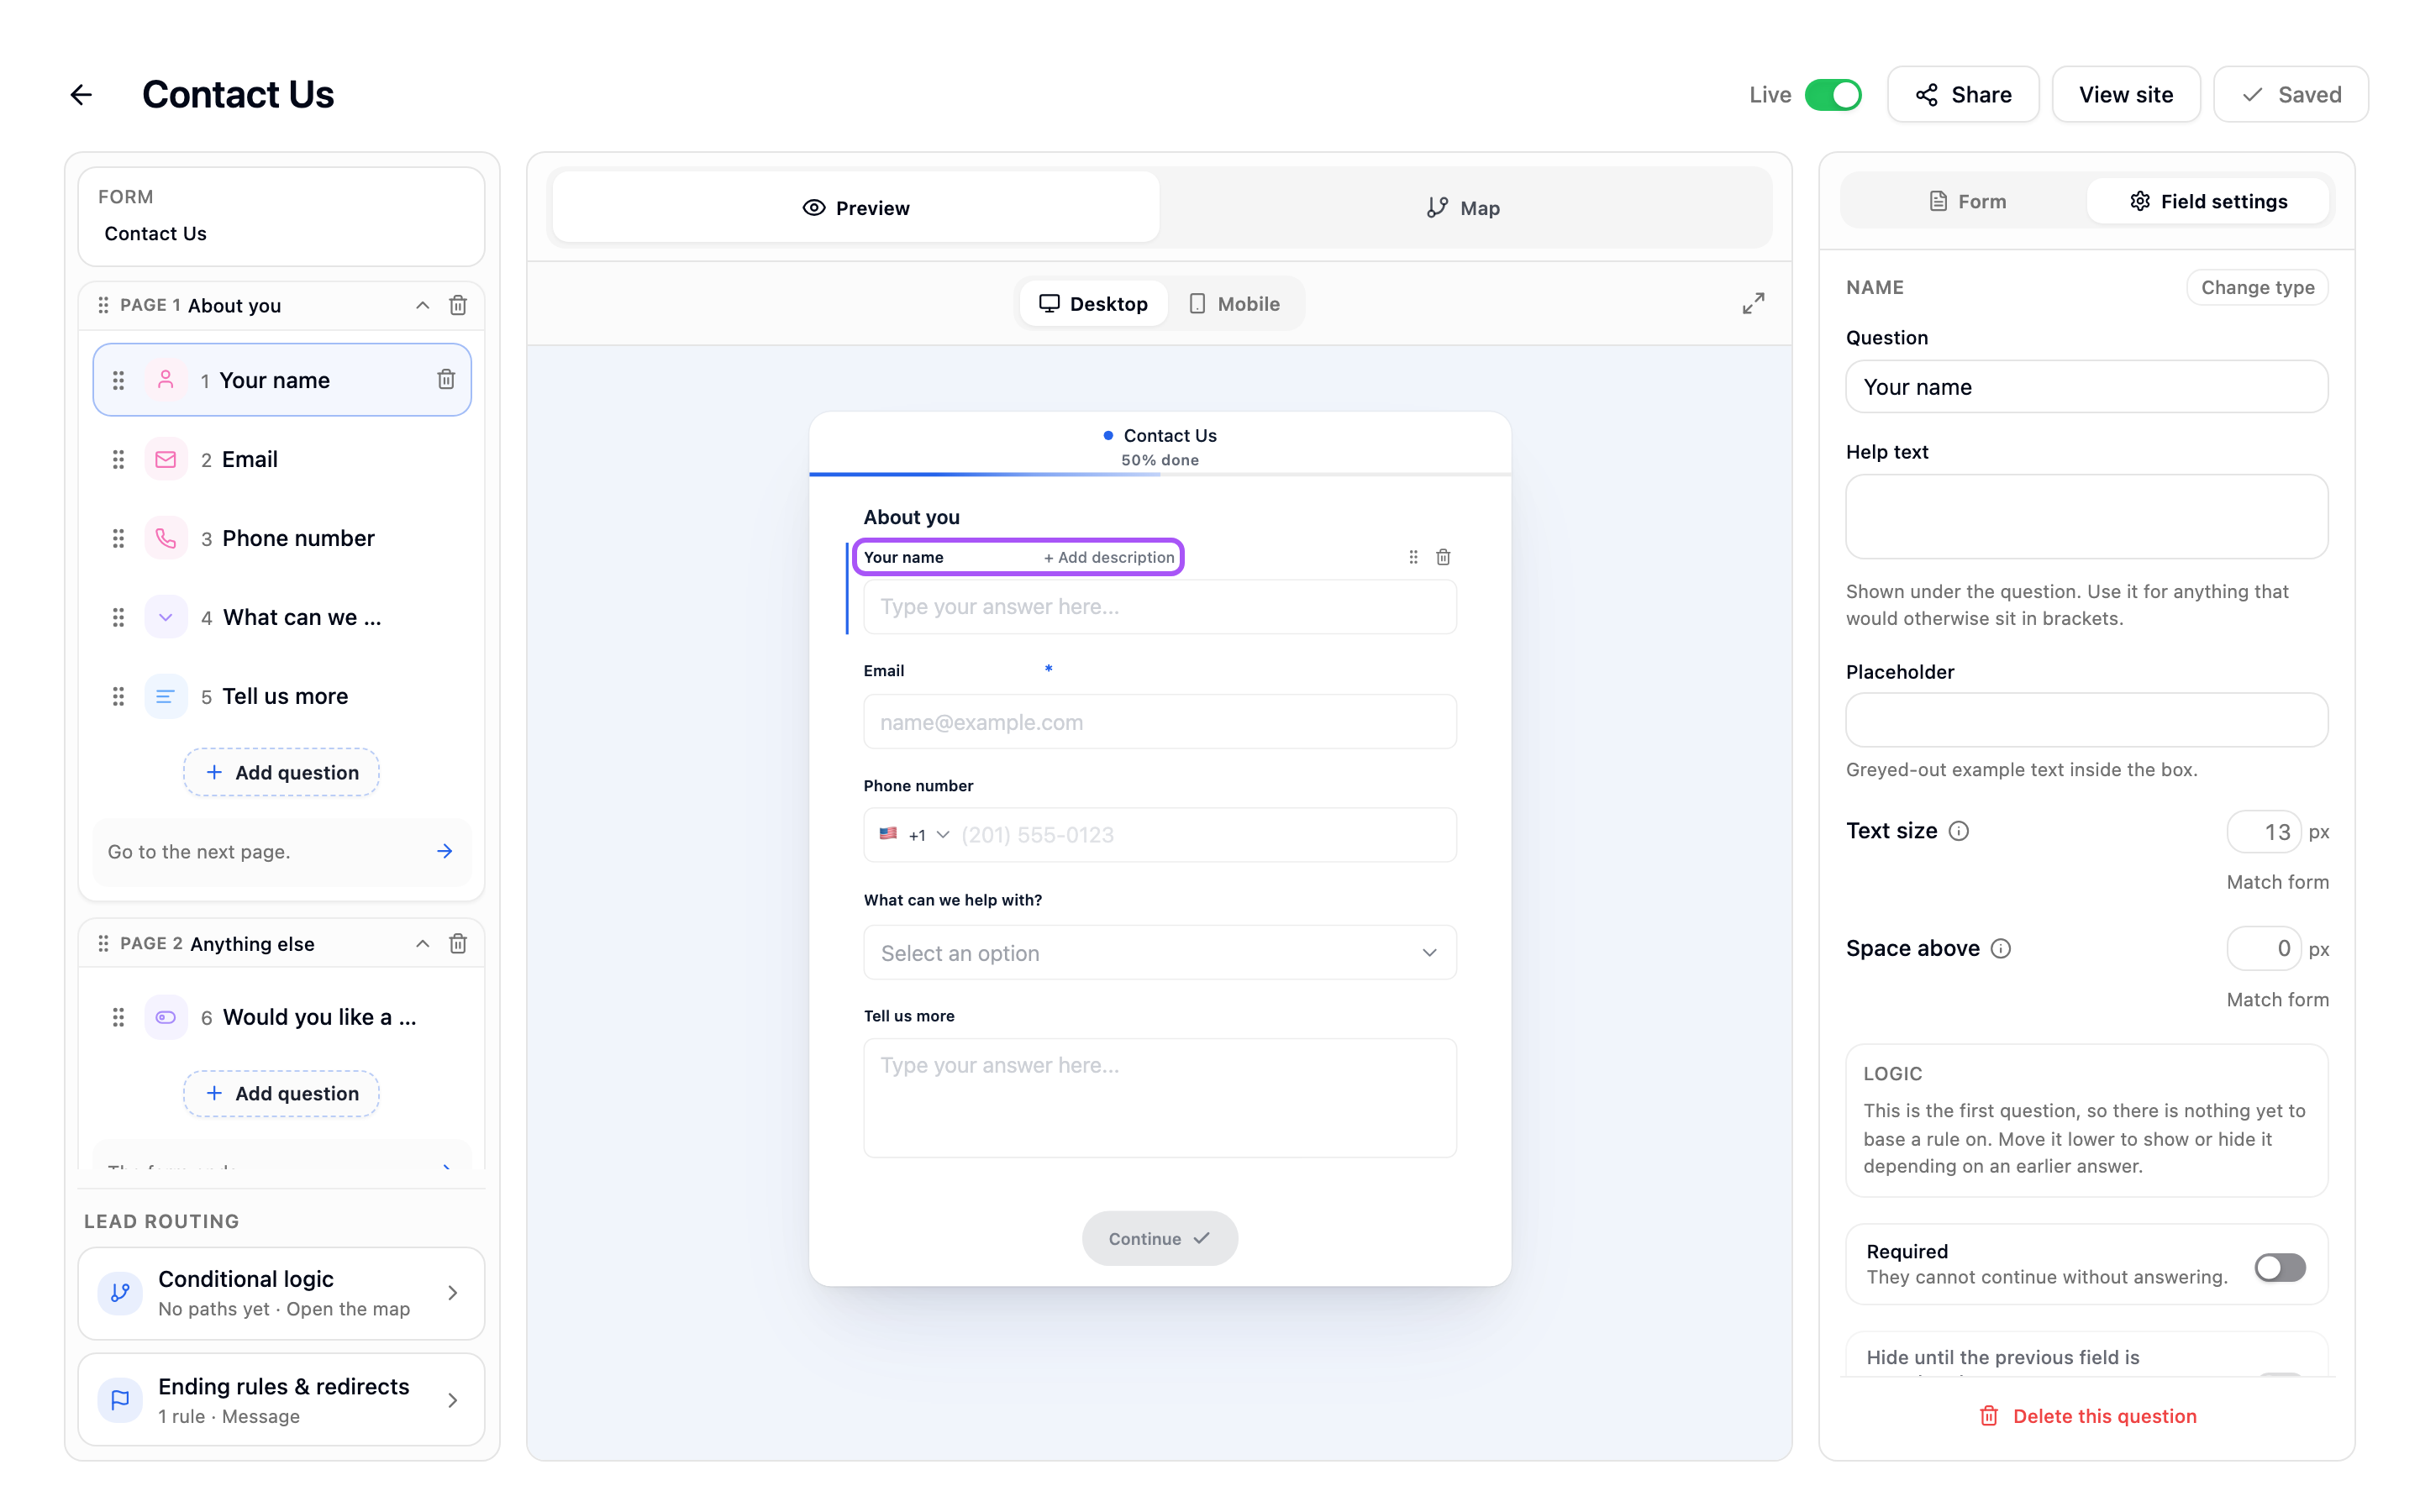 Contact Us
Live
Share
View site
Saved
FORM
Contact Us
PAGE 1 About you
1 Your name
2 Email
3 Phone number
4 What can we ...
5 Tell us more
+ Add question
Go to the next page.
PAGE 2 Anything else
6 Would you like a ...
+ Add question
LEAD ROUTING
Conditional logic
No paths yet · Open the map
Ending rules & redirects
1 rule · Message
Preview
Map
Desktop
Mobile
Contact Us
50% done
About you
Your name + Add description
Type your answer here...
Email *
name@example.com
Phone number
+1 (201) 555-0123
What can we help with?
Select an option
Tell us more
Type your answer here...
Continue
Form
Field settings
NAME
Change type
Question
Your name
Help text
Shown under the question. Use it for anything that
would otherwise sit in brackets.
Placeholder
Greyed-out example text inside the box.
Text size 13 px
Match form
Space above 0 px
Match form
LOGIC
This is the first question, so there is nothing yet to
base a rule on. Move it lower to show or hide it
depending on an earlier answer.
Required
They cannot continue without answering.
Hide until the previous field is
Delete this question